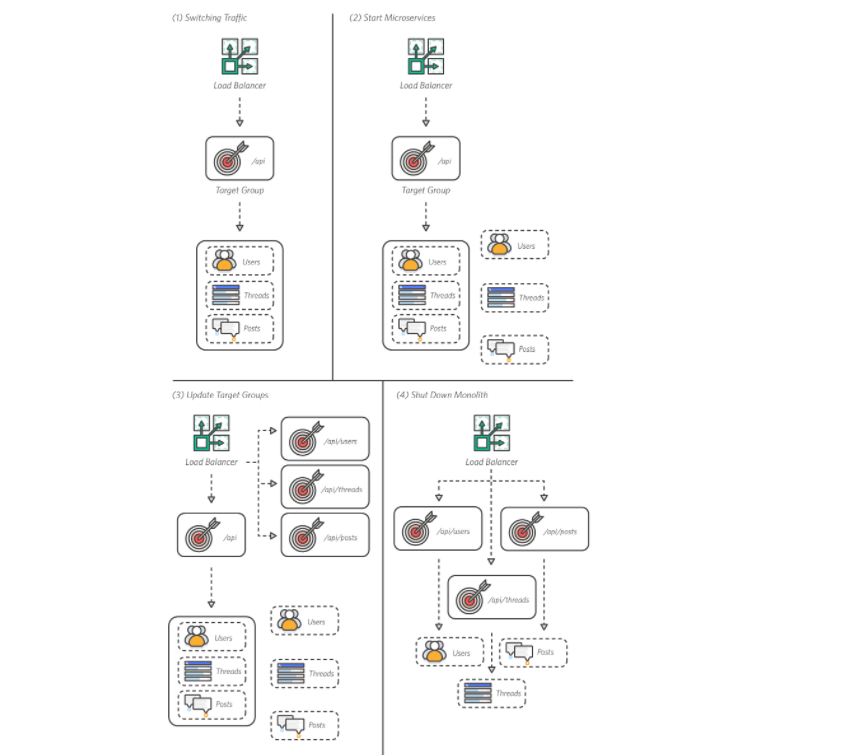 (1) Switching Traffic
Load Balancer
/api
Target Group
Users
Threads
Posts
(2) Start Microservices
Load Balancer
/api
Target Group
Users
Threads
Posts
Users
Threads
Posts
(3) Update Target Groups
Load Balancer
/api/users
/api/threads
/api/posts
/api
Users
Threads
Posts
Users
Threads
Posts
(4) Shut Down Monolith
Load Balancer
/api/users
/api/posts
/api/threads
Users
Posts
Threads